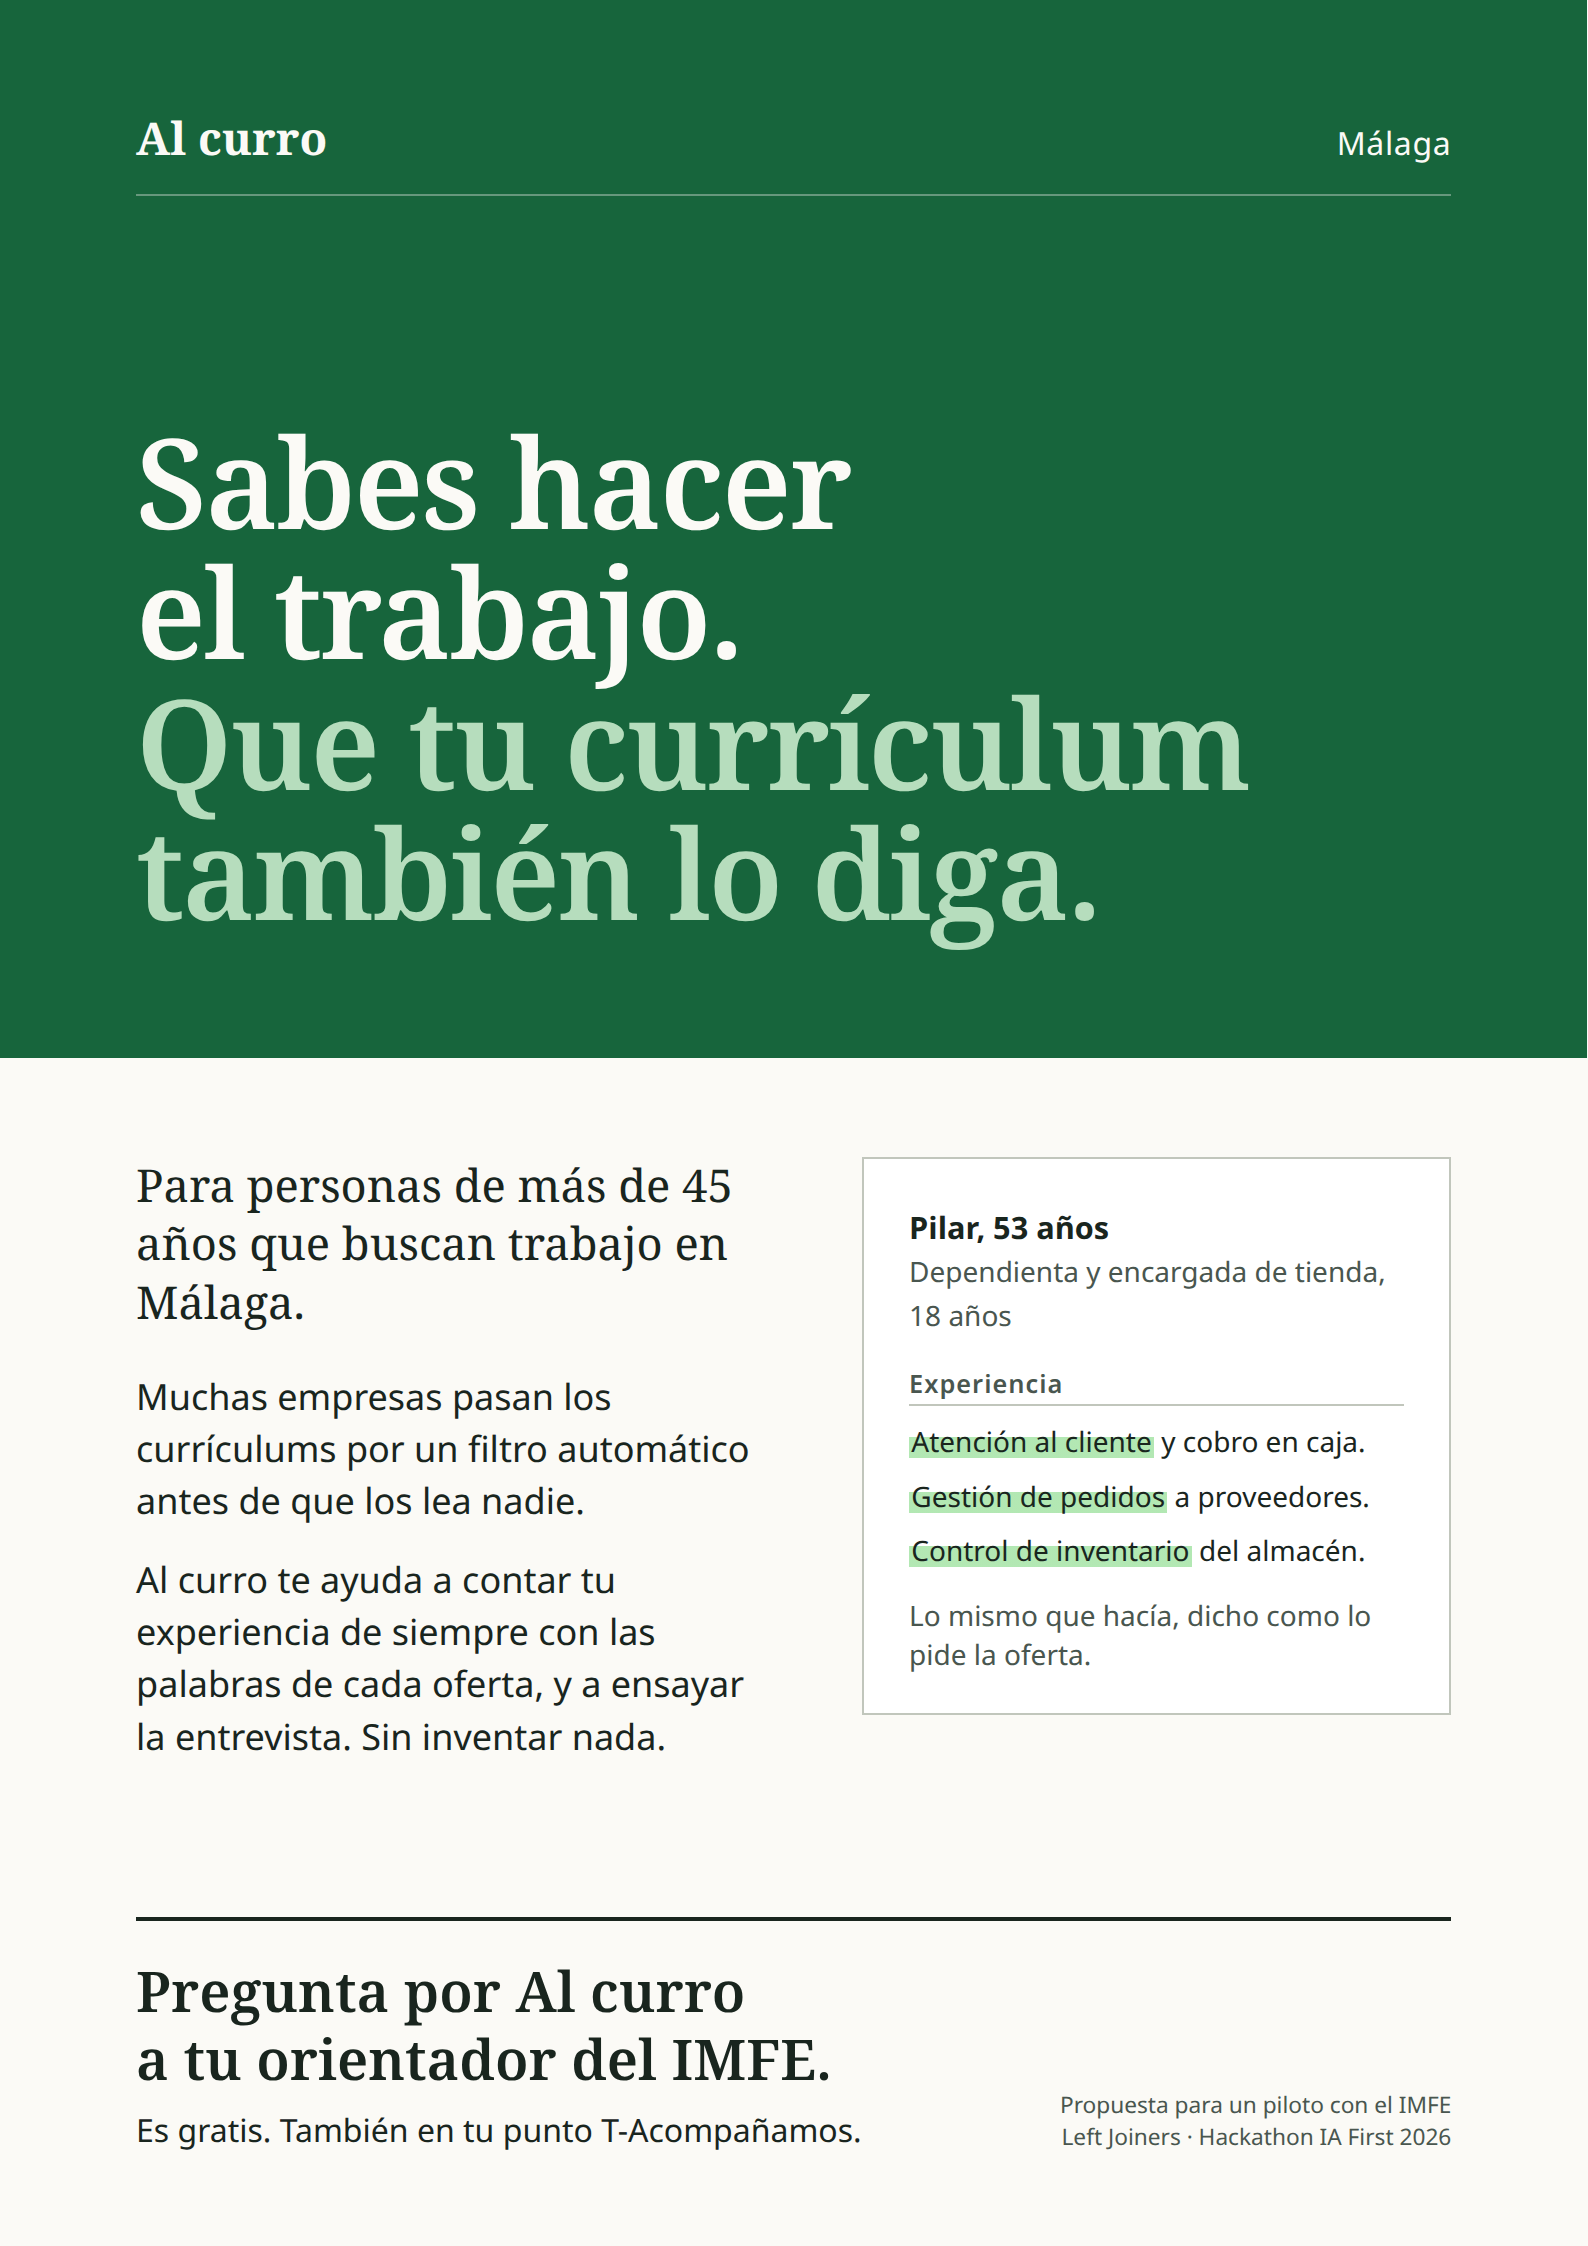 Al curro
Málaga
Sabes hacer
el trabajo.
Que tu currículum
también lo diga.
Para personas de más de 45
años que buscan trabajo en
Málaga.
Muchas empresas pasan los
currículums por un filtro automático
antes de que los lea nadie.
Al curro te ayuda a contar tu
experiencia de siempre con las
palabras de cada oferta, y a ensayar
la entrevista. Sin inventar nada.
Pilar, 53 años
Dependienta y encargada de tienda,
18 años
Experiencia
Atención al cliente y cobro en caja.
Gestión de pedidos a proveedores.
Control de inventario del almacén.
Lo mismo que hacía, dicho como lo
pide la oferta.
Pregunta por Al curro
a tu orientador del IMFE.
Es gratis. También en tu punto T-Acompañamos.
Propuesta para un piloto con el IMFE
Left Joiners · Hackathon IA First 2026